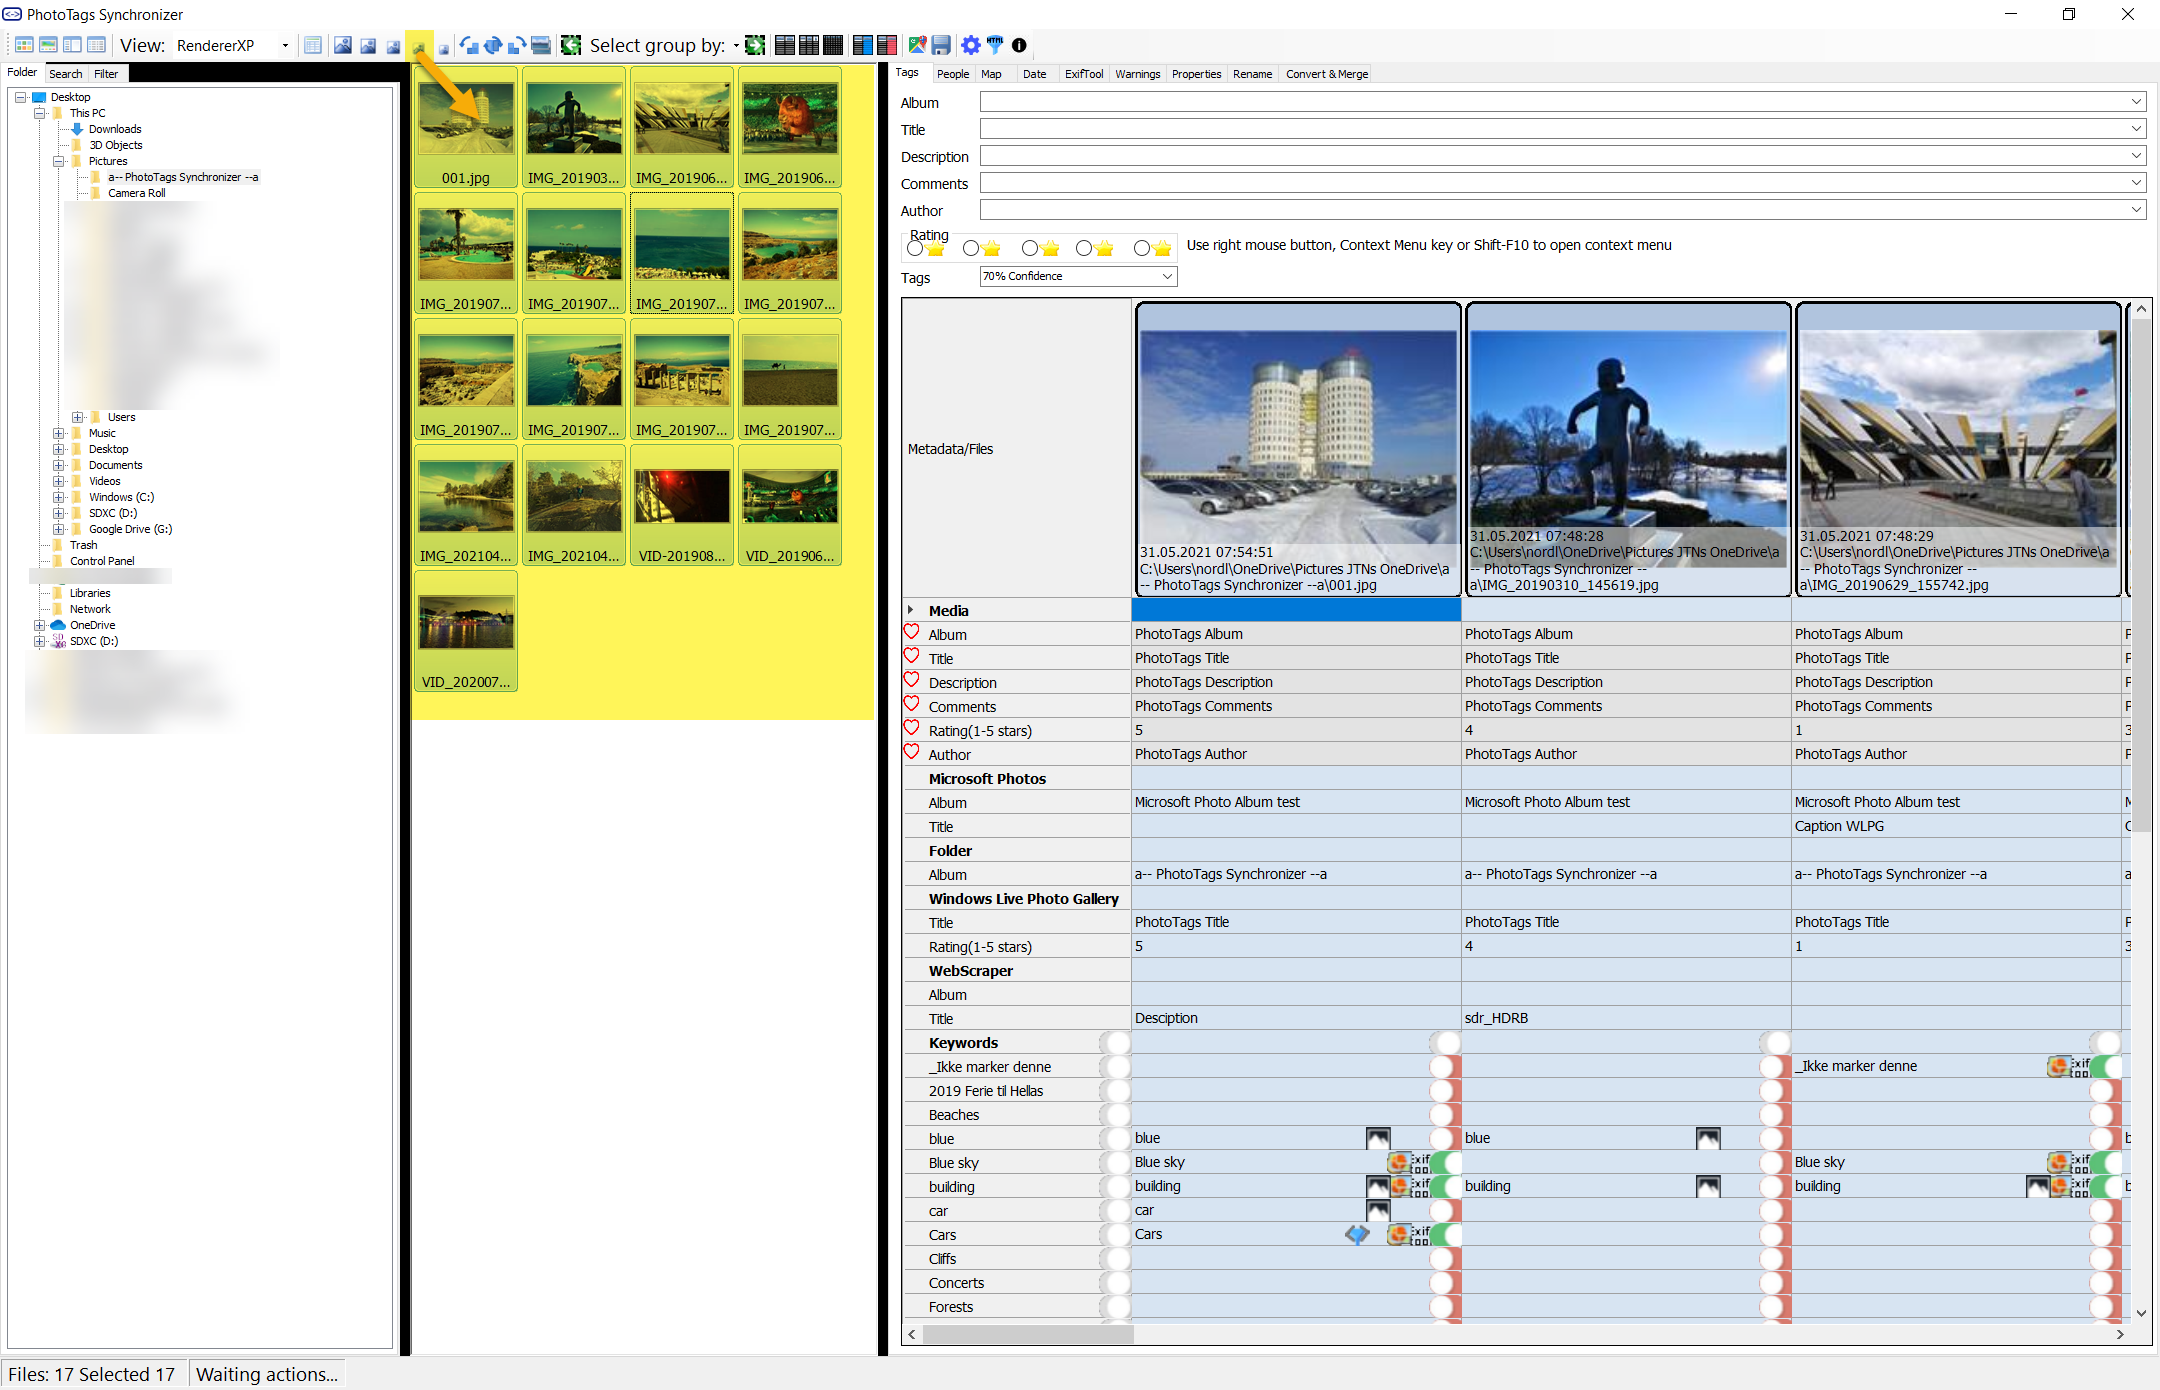 PhotoTags Synchronizer
View: RendererXP
Select group by:
HTML
Folder Search Filter
Desktop
This PC
Downloads
3D Objects
Pictures
a-- PhotoTags Synchronizer --a
Camera Roll
Users
Music
Desktop
Documents
Videos
Windows (C:)
SDXC (D:)
Google Drive (G:)
Trash
Control Panel
Libraries
Network
OneDrive
SDXC (D:)
001.jpg IMG_201903... IMG_201906... IMG_201906...
IMG_201907... IMG_201907... IMG_201907... IMG_201907...
IMG_201907... IMG_201907... IMG_201907... IMG_201907...
IMG_202104... IMG_202104... VID-201908... VID_201906...
VID_202007...
Tags People Map Date ExifTool Warnings Properties Rename Convert & Merge
Album
Title
Description
Comments
Author
Rating
Use right mouse button, Context Menu key or Shift-F10 to open context menu
Tags 70% Confidence
Metadata/Files
31.05.2021 07:54:51
C:\Users\nordl\OneDrive\Pictures JTNs OneDrive\a
-- PhotoTags Synchronizer --a\001.jpg
31.05.2021 07:48:28
C:\Users\nordl\OneDrive\Pictures JTNs OneDrive\a
-- PhotoTags Synchronizer --
a\IMG_20190310_145619.jpg
31.05.2021 07:48:29
C:\Users\nordl\OneDrive\Pictures JTNs OneDrive\a
-- PhotoTags Synchronizer --
a\IMG_20190629_155742.jpg
Media
Album PhotoTags Album PhotoTags Album PhotoTags Album
Title PhotoTags Title PhotoTags Title PhotoTags Title
Description PhotoTags Description PhotoTags Description PhotoTags Description
Comments PhotoTags Comments PhotoTags Comments PhotoTags Comments
Rating(1-5 stars) 5 4 1 3
Author PhotoTags Author PhotoTags Author PhotoTags Author
Microsoft Photos
Album Microsoft Photo Album test Microsoft Photo Album test Microsoft Photo Album test
Title Caption WLPG
Folder
Album a-- PhotoTags Synchronizer --a a-- PhotoTags Synchronizer --a a-- PhotoTags Synchronizer --a
Windows Live Photo Gallery
Title PhotoTags Title PhotoTags Title PhotoTags Title
Rating(1-5 stars) 5 4 1 3
WebScraper
Album
Title Desciption sdr_HDRB
Keywords
_Ikke marker denne _Ikke marker denne
2019 Ferie til Hellas
Beaches
blue blue blue
Blue sky Blue sky Blue sky
building building building building
car car
Cars Cars
Cliffs
Concerts
Forests
Files: 17 Selected 17 Waiting actions...